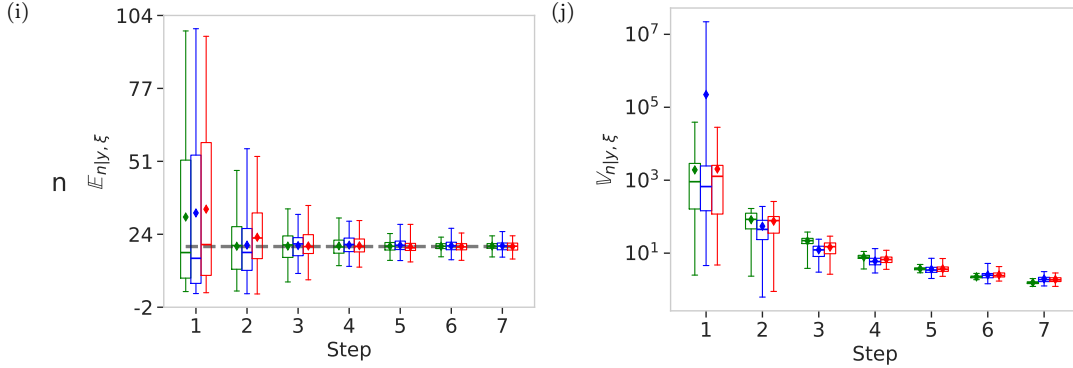 (i)
n
𝔼n|y, ξ
104
77
51
24
-2
1 2 3 4 5 6 7
Step
(j)
𝕍n|y, ξ
10^7
10^5
10^3
10^1
1 2 3 4 5 6 7
Step